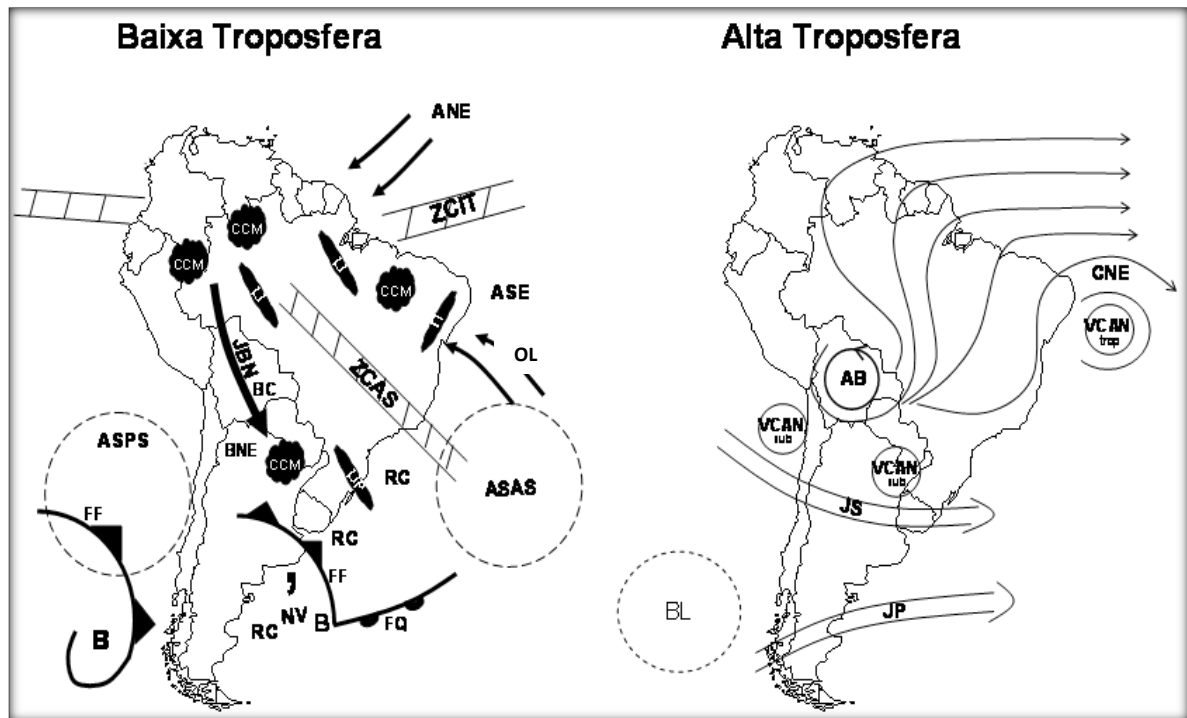 Baixa Troposfera
ANE
ZCIT
CCM
CCM
LI
LI
CCM
LI
ASE
OL
JBN
BC
ZCAS
ASPS
BNE
CCM
LIP
RC
ASAS
FF
RC
FF
B
NV
RC
B
FQ
Alta Troposfera
CNE
VCAN
trop
AB
VCAN
sub
VCAN
sub
JS
BL
JP